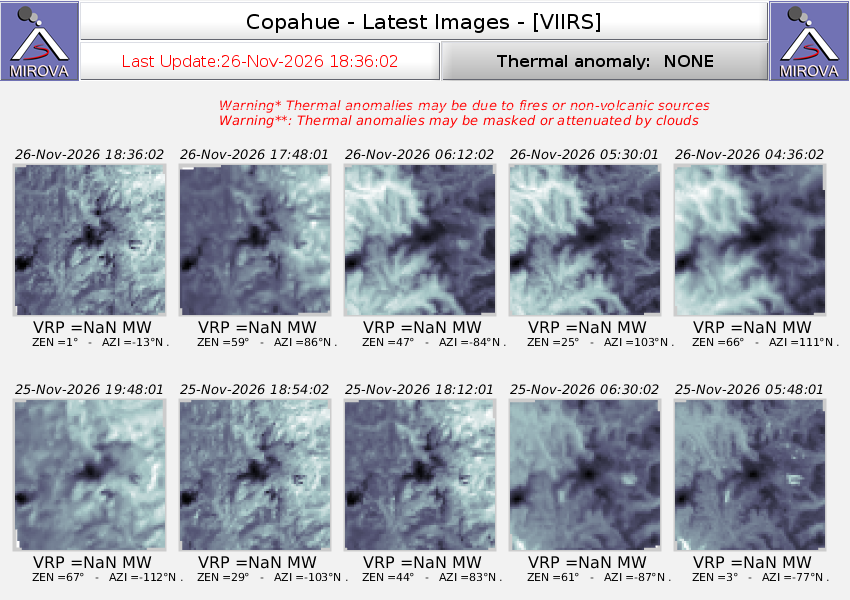 Copahue - Latest Images - [VIIRS]
MIROVA
Last Update:26-Nov-2026 18:36:02
Thermal anomaly: NONE
MIROVA
Warning* Thermal anomalies may be due to fires or non-volcanic sources
Warning**: Thermal anomalies may be masked or attenuated by clouds
26-Nov-2026 18:36:02
26-Nov-2026 17:48:01
26-Nov-2026 06:12:02
26-Nov-2026 05:30:01
26-Nov-2026 04:36:02
VRP =NaN MW
VRP =NaN MW
VRP =NaN MW
VRP =NaN MW
VRP =NaN MW
ZEN =1° - AZI =-13°N .
ZEN =59° - AZI =86°N .
ZEN =47° - AZI =-84°N .
ZEN =25° - AZI =103°N .
ZEN =66° - AZI =111°N .
25-Nov-2026 19:48:01
25-Nov-2026 18:54:02
25-Nov-2026 18:12:01
25-Nov-2026 06:30:02
25-Nov-2026 05:48:01
VRP =NaN MW
VRP =NaN MW
VRP =NaN MW
VRP =NaN MW
VRP =NaN MW
ZEN =67° - AZI =-112°N .
ZEN =29° - AZI =-103°N .
ZEN =44° - AZI =83°N .
ZEN =61° - AZI =-87°N .
ZEN =3° - AZI =-77°N .